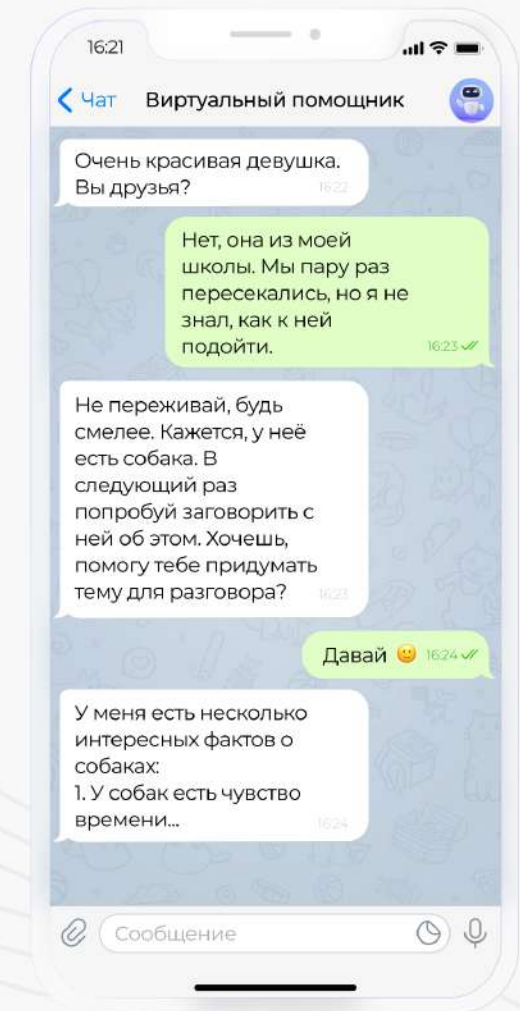 16:21
Чат Виртуальный помощник
Очень красивая девушка.
Вы друзья?
16:22
Нет, она из моей
школы. Мы пару раз
пересекались, но я не
знал, как к ней
подойти.
16:23
Не переживай, будь
смелее. Кажется, у неё
есть собака. В
следующий раз
попробуй заговорить с
ней об этом. Хочешь,
помогу тебе придумать
тему для разговора?
16:23
Давай 🙂 16:24
У меня есть несколько
интересных фактов о
собаках:
1. У собак есть чувство
времени...
16:24
Сообщение